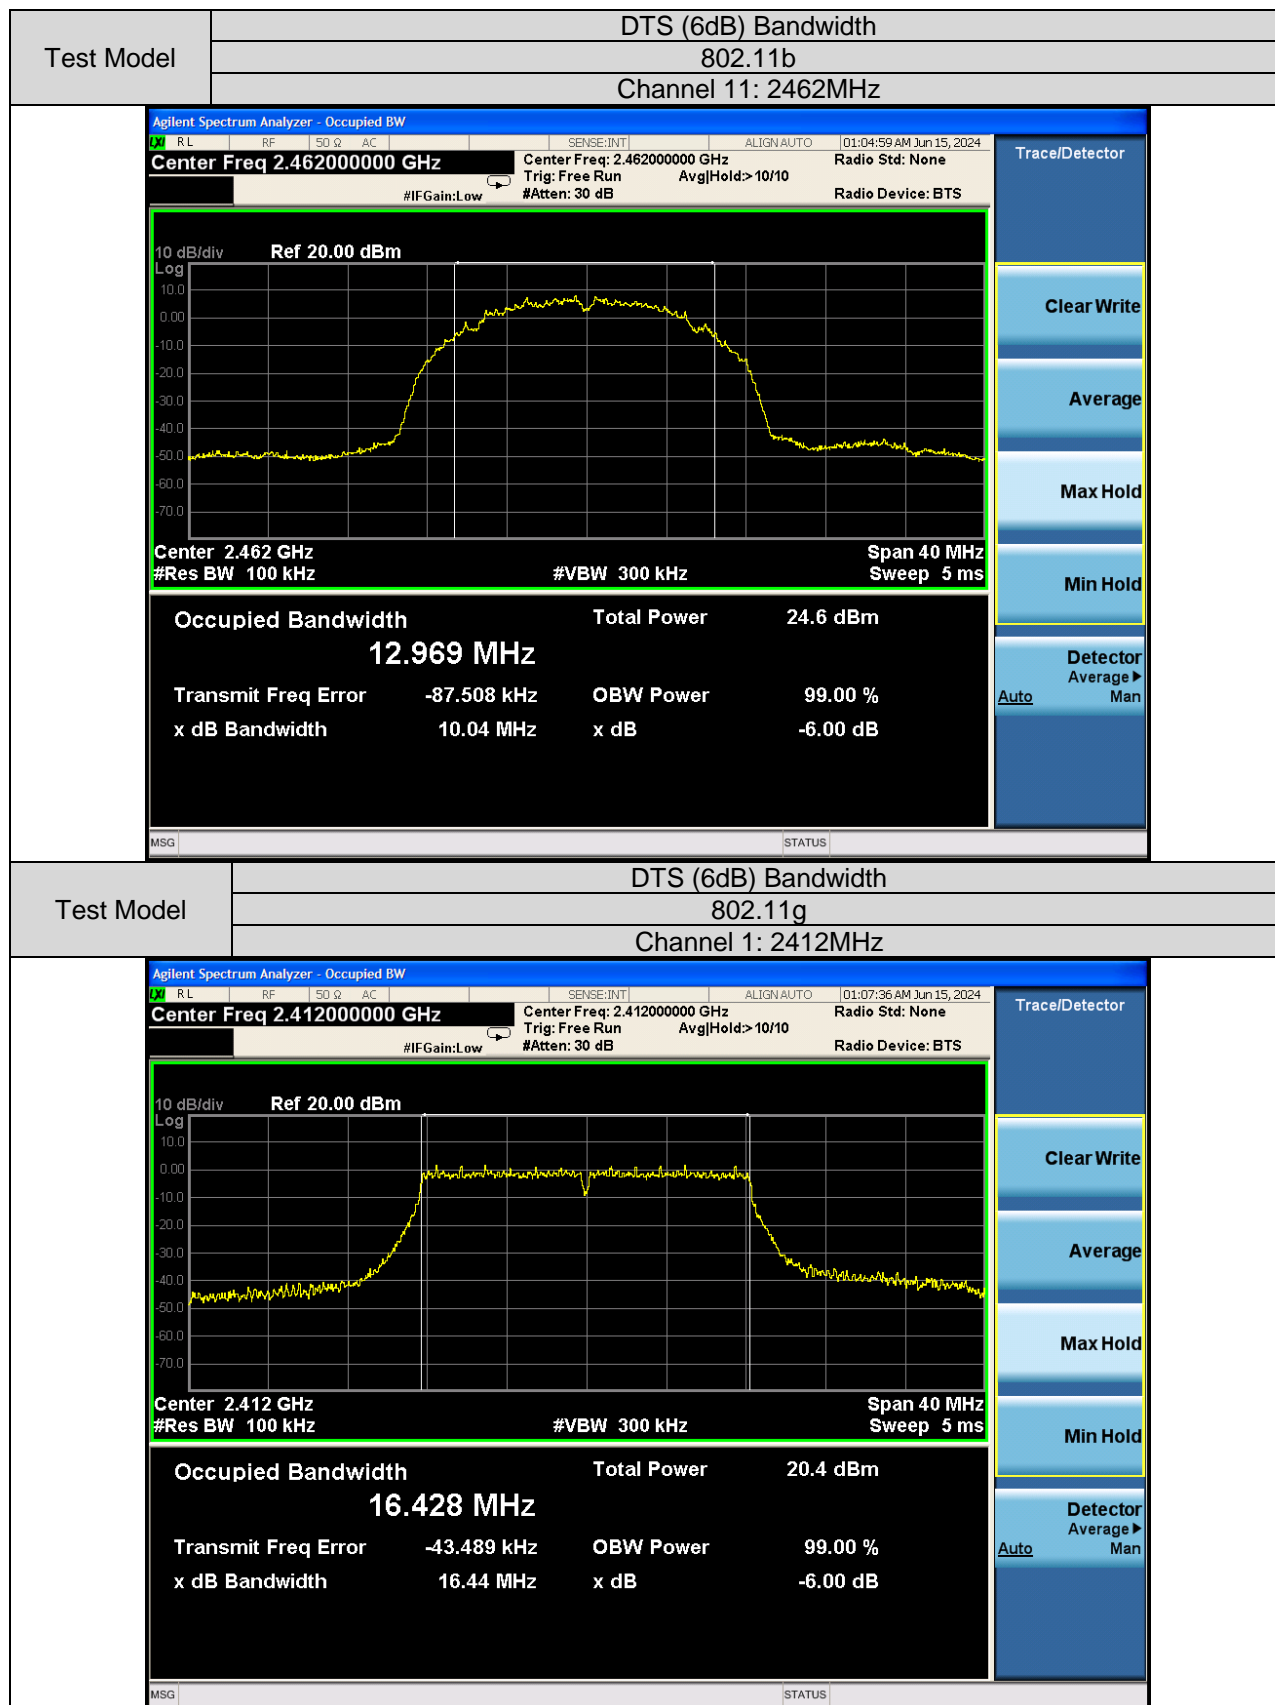 Test Model
DTS (6dB) Bandwidth
802.11b
Channel 11: 2462MHz
Agilent Spectrum Analyzer - Occupied BW
LXI RL RF 50 Ω AC SENSE:INT ALIGN AUTO 01:04:59 AM Jun 15, 2024
Center Freq 2.462000000 GHz
Center Freq: 2.462000000 GHz
Radio Std: None
Trig: Free Run Avg|Hold:>10/10
#IFGain:Low #Atten: 30 dB Radio Device: BTS
Trace/Detector
10 dB/div Ref 20.00 dBm
Log
10.0
0.00
-10.0
-20.0
-30.0
-40.0
-50.0
-60.0
-70.0
Center 2.462 GHz Span 40 MHz
#Res BW 100 kHz #VBW 300 kHz Sweep 5 ms
Occupied Bandwidth Total Power 24.6 dBm
12.969 MHz
Transmit Freq Error -87.508 kHz OBW Power 99.00 %
x dB Bandwidth 10.04 MHz x dB -6.00 dB
Clear Write
Average
Max Hold
Min Hold
Detector
Average▶
Auto Man
MSG STATUS
Test Model
DTS (6dB) Bandwidth
802.11g
Channel 1: 2412MHz
Agilent Spectrum Analyzer - Occupied BW
LXI RL RF 50 Ω AC SENSE:INT ALIGN AUTO 01:07:36 AM Jun 15, 2024
Center Freq 2.412000000 GHz
Center Freq: 2.412000000 GHz
Radio Std: None
Trig: Free Run Avg|Hold:>10/10
#IFGain:Low #Atten: 30 dB Radio Device: BTS
Trace/Detector
10 dB/div Ref 20.00 dBm
Log
10.0
0.00
-10.0
-20.0
-30.0
-40.0
-50.0
-60.0
-70.0
Center 2.412 GHz Span 40 MHz
#Res BW 100 kHz #VBW 300 kHz Sweep 5 ms
Occupied Bandwidth Total Power 20.4 dBm
16.428 MHz
Transmit Freq Error -43.489 kHz OBW Power 99.00 %
x dB Bandwidth 16.44 MHz x dB -6.00 dB
Clear Write
Average
Max Hold
Min Hold
Detector
Average▶
Auto Man
MSG STATUS